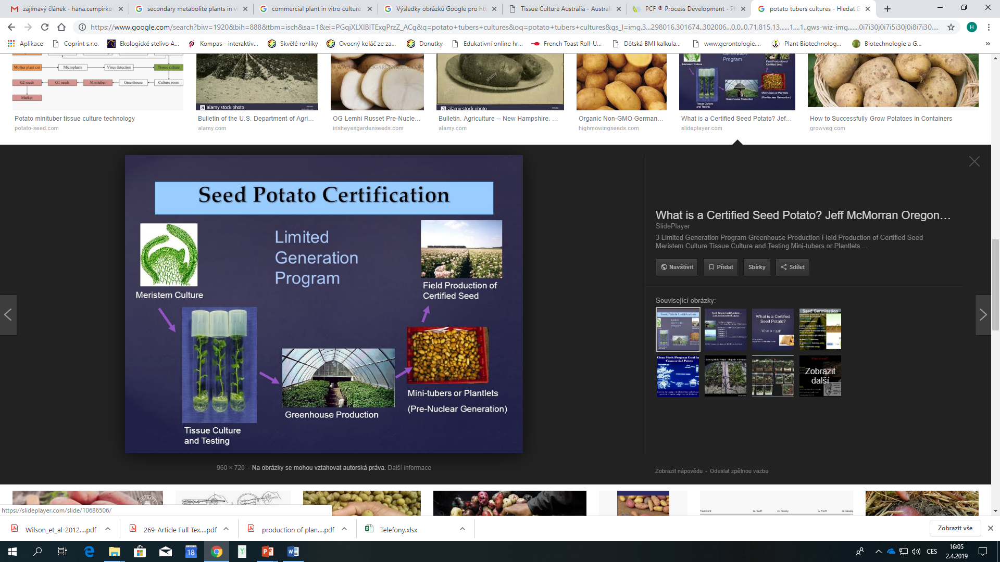 zajímavý článek - hana.cempirko
secondary metabolite plants in vi
commercial plant in vitro culture
Výsledky obrázků Google pro htt
Tissue Culture Australia - Austral
PCF ® Process Development - Ph
potato tubers cultures - Hledat G
https://www.google.com/search?biw=1920&bih=888&tbm=isch&sa=1&ei=PGqjXLXIBITExgPrzZ_ACg&q=potato+tubers+cultures&oq=potato+tubers+cultures&gs_l=img.3...298016.301674..302006...0.0..0.71.815.13......1....1..gws-wiz-img.......0i7i30j0i7i5i30j0i8i7i30....
H
Aplikace
Coprint s.r.o.
Ekologické stelivo A...
Kompas - interaktiv...
Skvělé rohlíky
Ovocný koláč ze za...
Donutky
Edukativní online hr...
French Toast Roll-U...
Dětská BMI kalkula...
www.gerontologie....
Plant Biotechnolog...
Biotechnologie a G...
»
Mother plant cut
Microplants
Virus detection
Tissue culture
G2 seeds
G1 seeds
Minituber
Greenhouse
Culture room
Market
a alamy stock photo
a alamy stock photo
Potato minituber tissue culture technology
potato-seed.com
Bulletin of the U.S. Department of Agri...
alamy.com
OG Lemhi Russet Pre-Nucle...
irisheyesgardenseeds.com
Bulletin. Agriculture -- New Hampshire. ...
alamy.com
Organic Non-GMO German...
highmowingseeds.com
What is a Certified Seed Potato? Jef...
slideplayer.com
How to Successfully Grow Potatoes in Containers
growveg.com
Seed Potato Certification
Limited
Generation
Program
Meristem Culture
Field Production of
Certified Seed
Mini-tubers or Plantlets
(Pre-Nuclear Generation)
Greenhouse Production
Tissue Culture
and Testing
960 × 720 - Na obrázky se mohou vztahovat autorská práva. Další informace
What is a Certified Seed Potato? Jeff McMorran Oregon...
SlidePlayer
3 Limited Generation Program Greenhouse Production Field Production of Certified Seed
Meristem Culture Tissue Culture and Testing Mini-tubers or Plantlets ...
Navštívit
Přidat
Sbírky
Sdílet
Související obrázky:
Seed Potato Certification
What is a Certified
Seed Potato?
Seed Germination
Zobrazit
další
Zobrazit nápovědu - Odeslat zpětnou vazbu
https://slideplayer.com/slide/10686506/
Wilson_et_al-2012....pdf
269-Article Full Tex....pdf
production of plan....pdf
Telefony.xlsx
Zobrazit vše
18
CES
16:05
2.4.2019